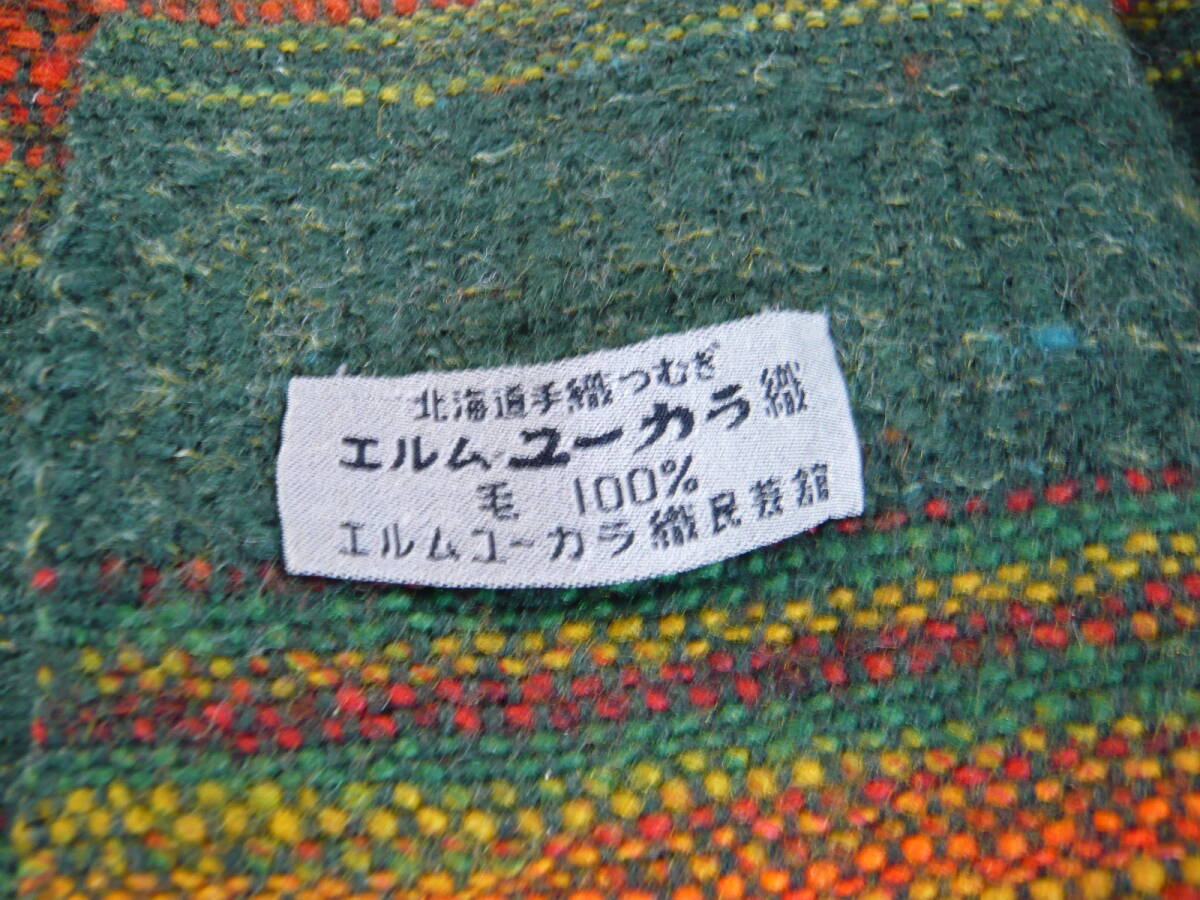 北海道手織つむぎ
エルムユーカラ織
毛 100%
エルムユーカラ織民芸館